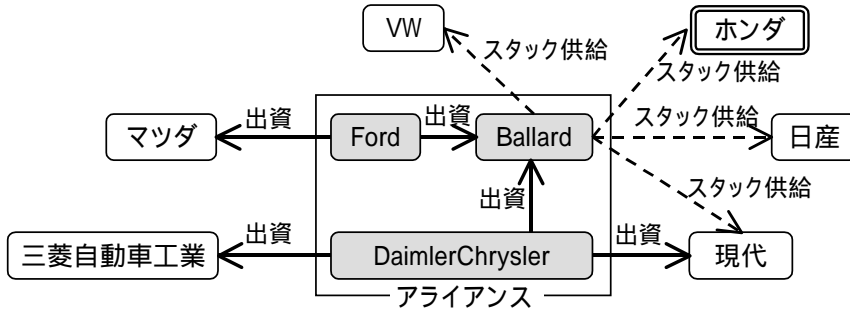 VW
ホンダ
スタック供給
スタック供給
マツダ
出資
Ford
出資
Ballard
スタック供給
日産
出資
スタック供給
三菱自動車工業
出資
DaimlerChrysler
出資
現代
アライアンス